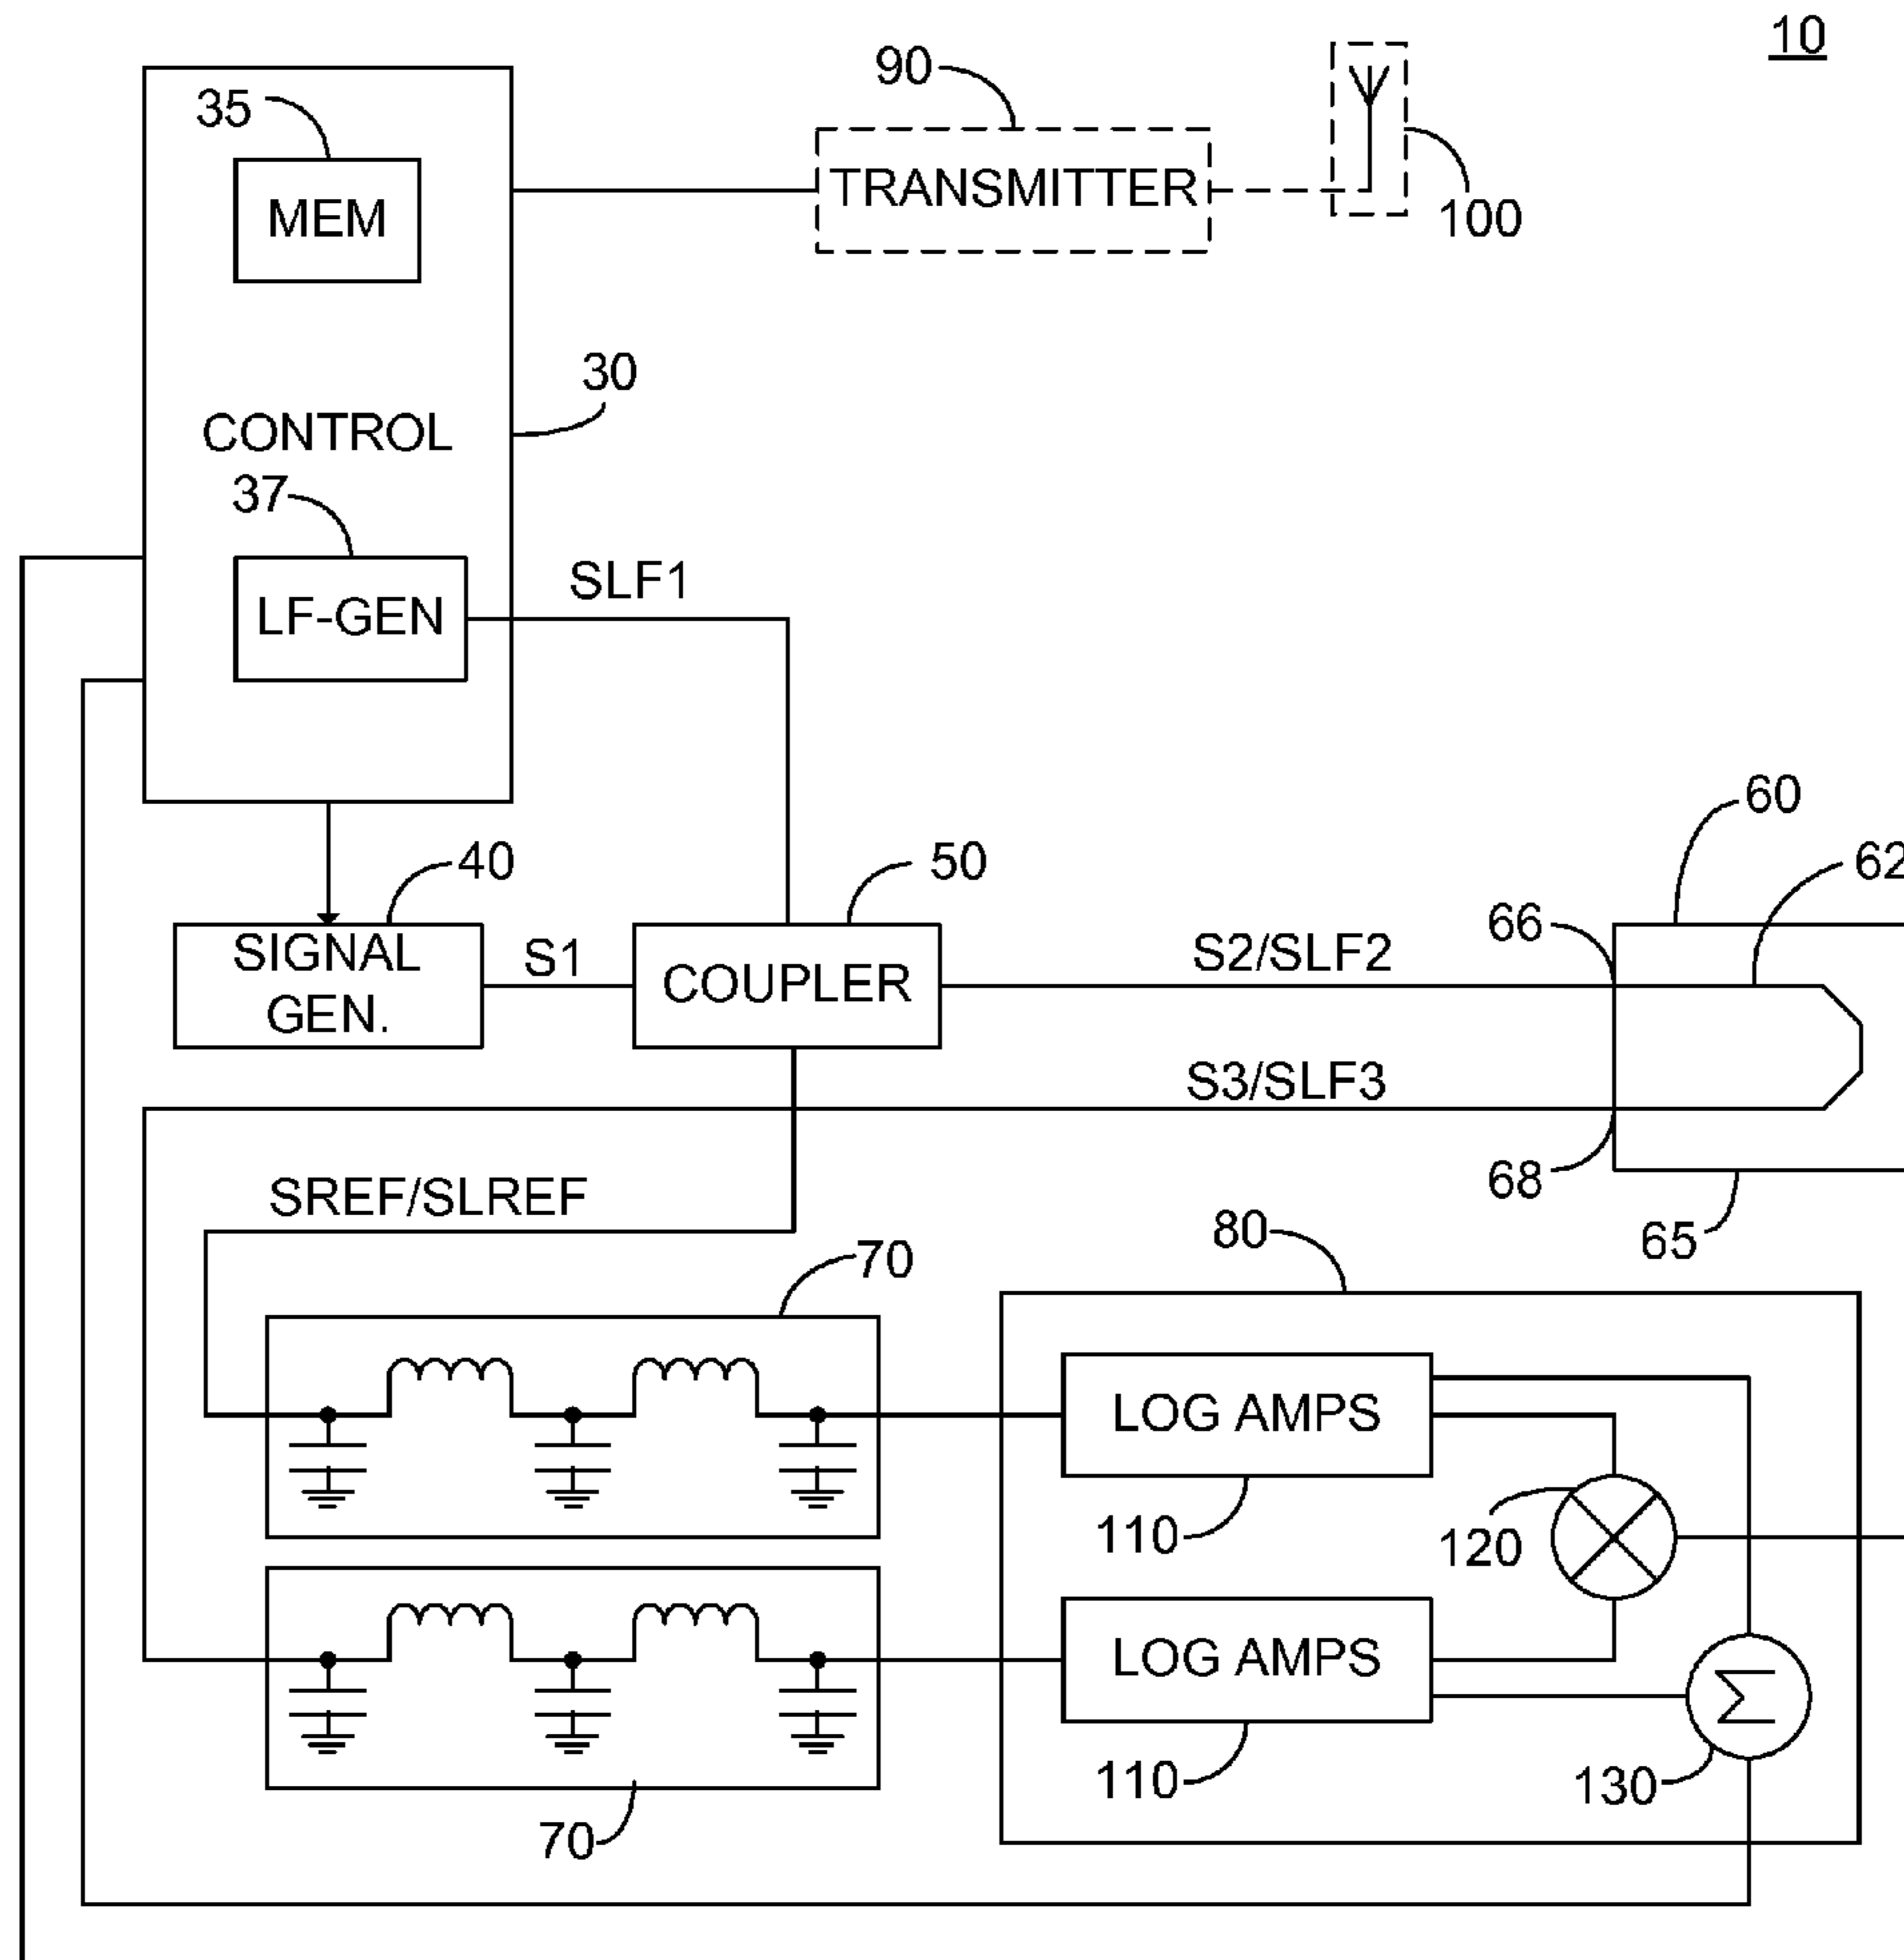 10
90
35
TRANSMITTER
MEM
100
30
CONTROL
37
SLF1
LF-GEN
60
40
50
62
66
SIGNAL
GEN.
S1
COUPLER
S2/SLF2
S3/SLF3
68
SREF/SLREF
65
80
70
LOG AMPS
110
120
LOG AMPS
Σ
110
130
70